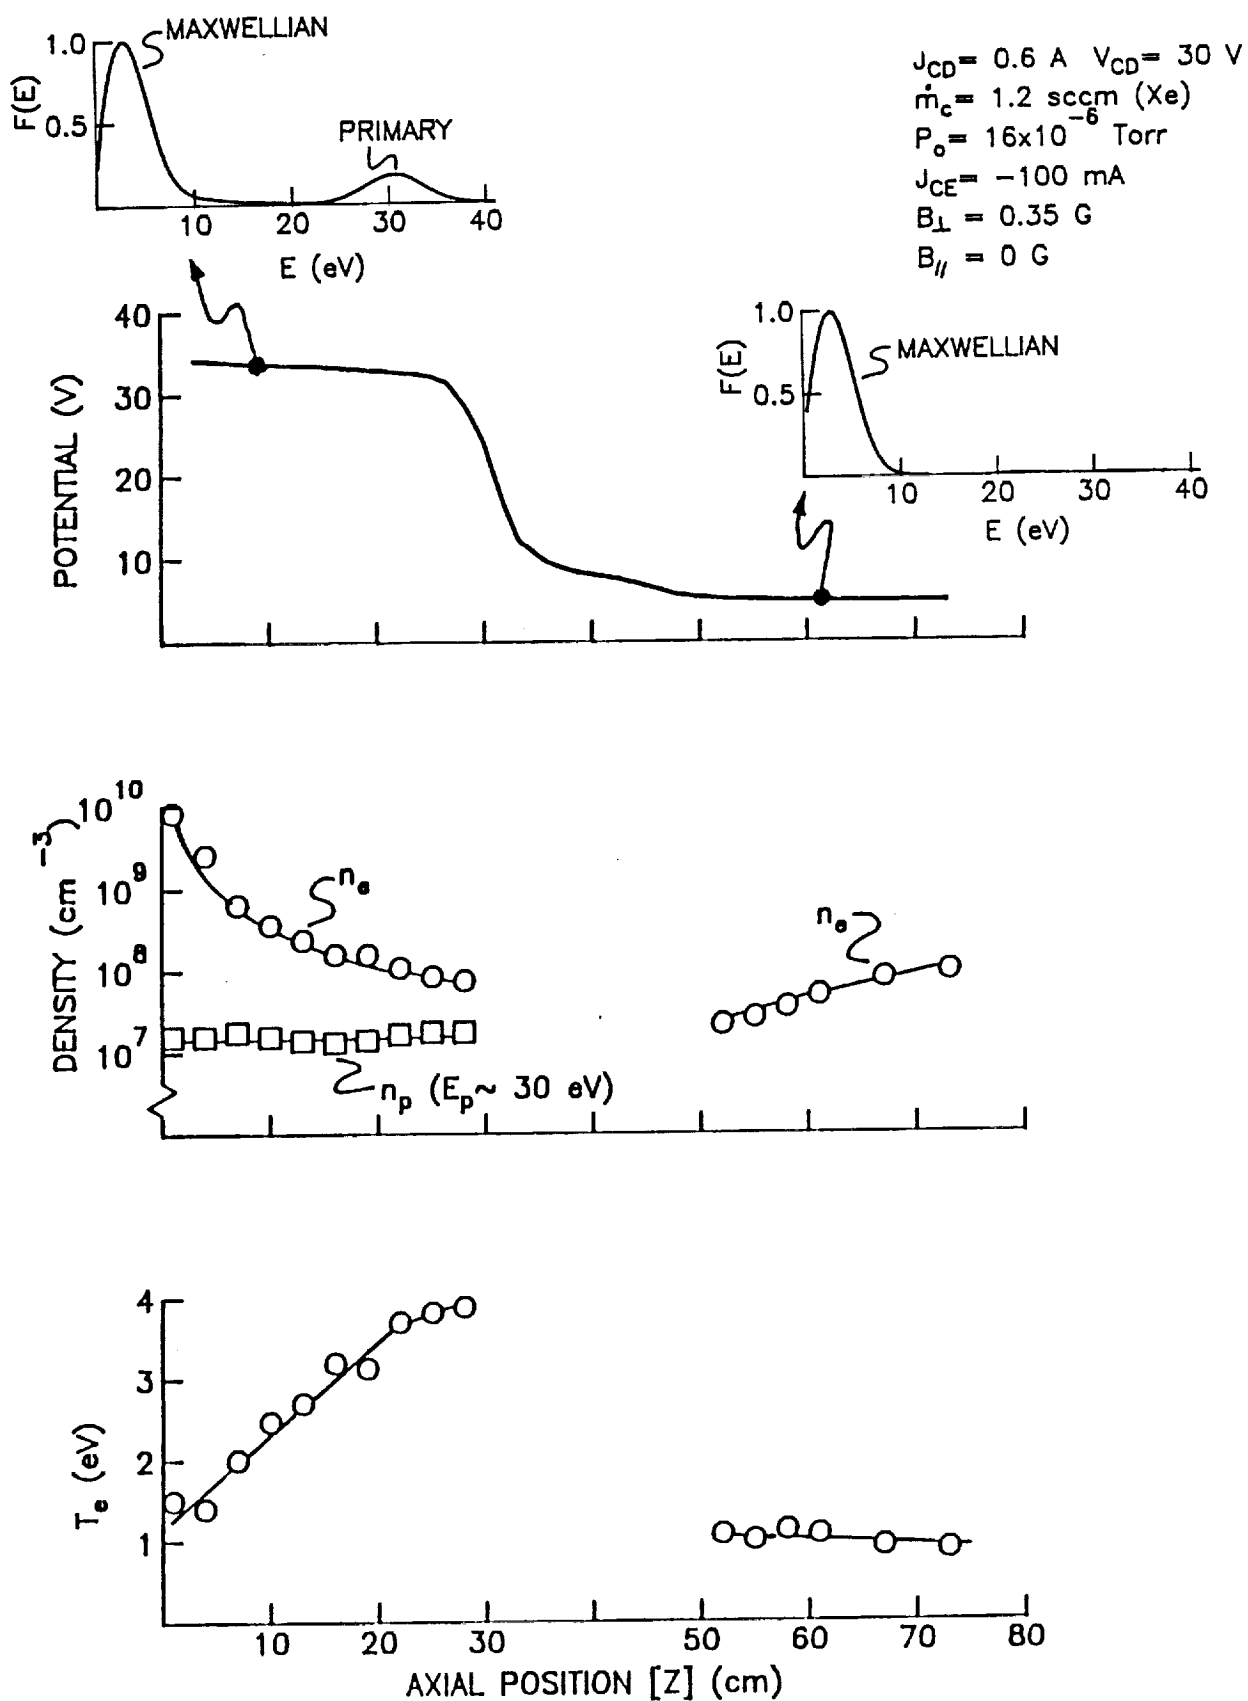 MAXWELLIAN
1.0
F(E)
0.5
PRIMARY
10 20 30 40
E (eV)
J_CD = 0.6 A V_CD = 30 V
ṁ_c = 1.2 sccm (Xe)
P_o = 16x10^-6 Torr
J_CE = -100 mA
B_⊥ = 0.35 G
B_// = 0 G
1.0
MAXWELLIAN
F(E)
0.5
10 20 30 40
E (eV)
40
30
20
10
POTENTIAL (V)
10^10
10^9
10^8
10^7
DENSITY (cm^-3)
n_e
n_e
n_p (E_p ~ 30 eV)
4
3
2
1
T_e (eV)
10 20 30 50 60 70 80
AXIAL POSITION [Z] (cm)